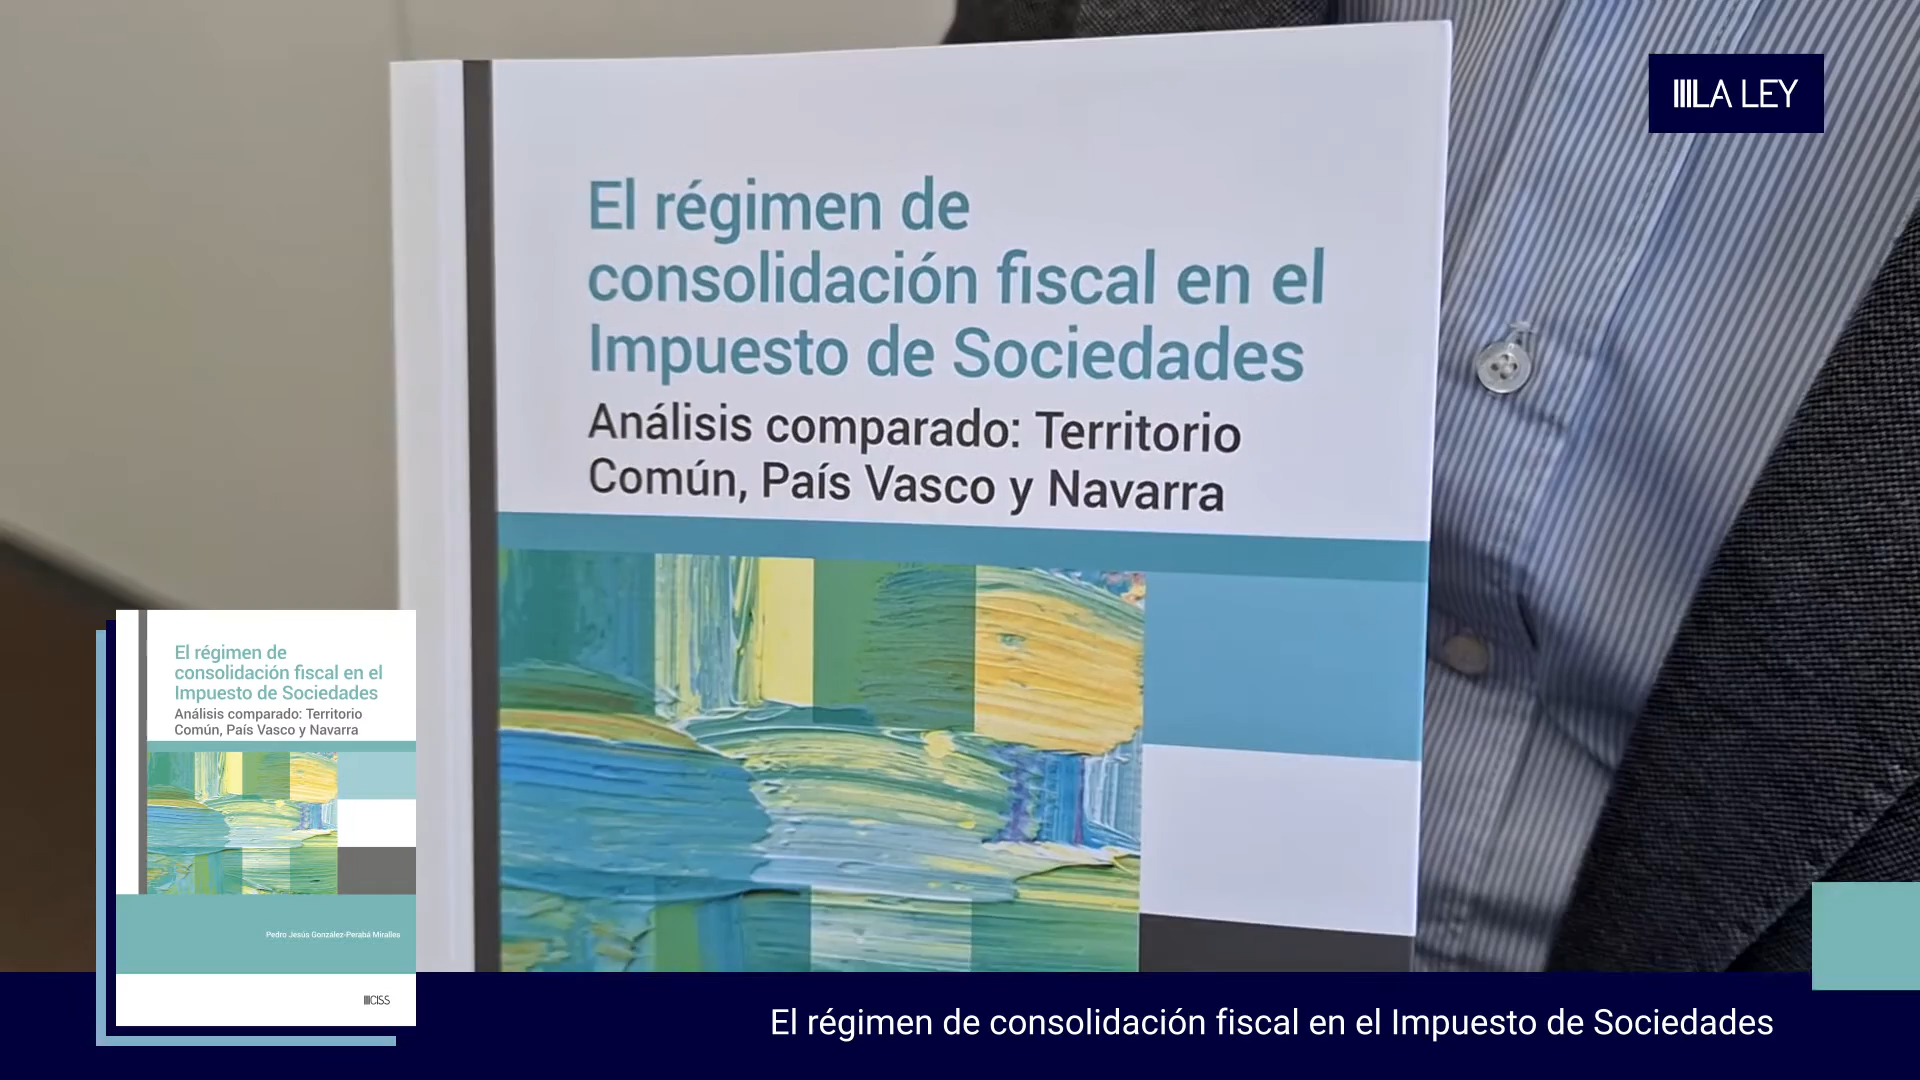 LA LEY
El régimen de
consolidación fiscal en el
Impuesto de Sociedades
Análisis comparado: Territorio
Común, País Vasco y Navarra
El régimen de
consolidación fiscal en el
Impuesto de Sociedades
Análisis comparado: Territorio
Común, País Vasco y Navarra
Pedro Jesús González-Perabá Miralles
CISS
El régimen de consolidación fiscal en el Impuesto de Sociedades